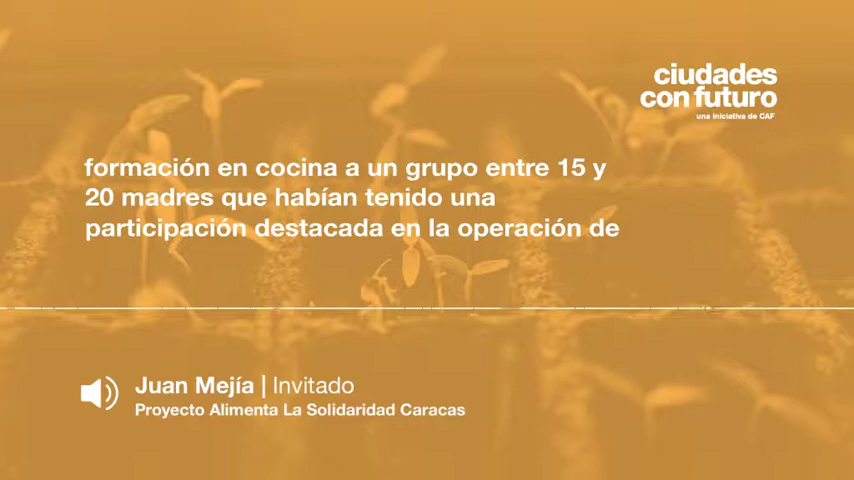 ciudades
con futuro
una iniciativa de CAF
formación en cocina a un grupo entre 15 y
20 madres que habían tenido una
participación destacada en la operación de
Juan Mejía | Invitado
Proyecto Alimenta La Solidaridad Caracas